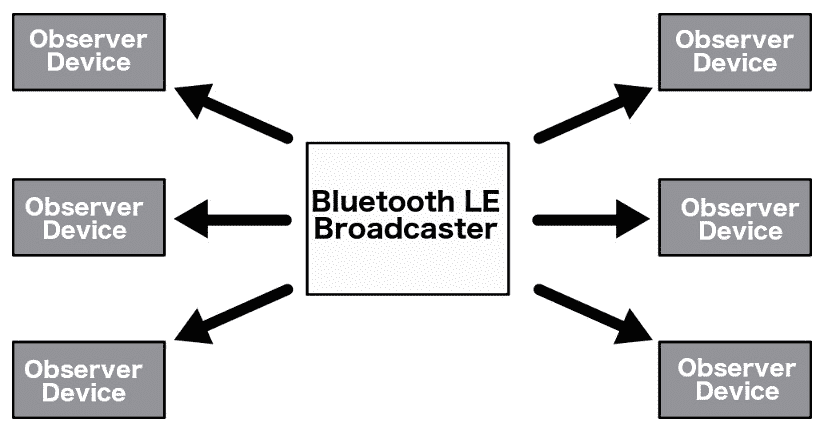 Observer
Device
Observer
Device
Observer
Device
Bluetooth LE
Broadcaster
Observer
Device
Observer
Device
Observer
Device